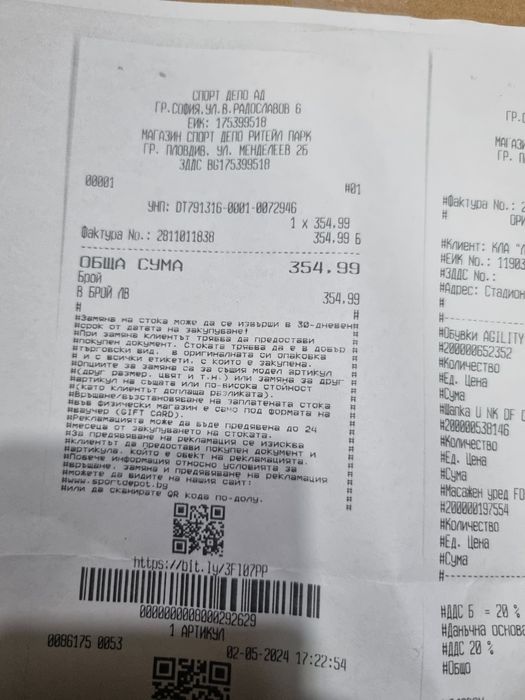 СПОРТ ДЕПО АД
ГР.СОФИЯ,УЛ.В.РАДОСЛАВОВ 6
ЕИК: 175399518
МАГАЗИН СПОРТ ДЕПО РИТЕЙЛ ПАРК
ГР. ПЛОВДИВ, УЛ. МЕНДЕЛЕЕВ 2Б
ЗДДС BG175399518
00001 #01
УНП: DT791316-0001-0072946
1 x 354.99
Фактура No.: 2811011838 354.99 Б
ОБЩА СУМА 354.99
Брой
В БРОЙ ЛВ 354.99
#
#Замяна на стока може да се извърши в 30-дневен#
#срок от датата на закупуване! #
#При замяна клиентът трябва да предостави #
#покупен документ. Стоката трябва да е в добър #
#търговски вид, в оригиналната си опаковка #
# и с всички етикети, с които е закупена. #
#Опциите за замяна са за същия модел артикул #
#(друг размер, цвят и т.н.) или замяна за друг #
#артикул на същата или по-висока стойност #
#(като клиентът доплаща разликата). #
#Връщане/възстановяване на заплатената стока #
#във физически магазин е само под формата на #
#ваучер (GIFT CARD). #
#Рекламацията може да бъде предявена до 24 #
#месеца от закупуването на стоката. #
#За предявяване на рекламация се изисква #
#клиентът да предостави покупен документ и #
#артикула, който е обект на рекламацията. #
#Повече информация относно условията за #
#връщане, замяна и предявяване на рекламация #
#можете да видите на нашия сайт: #
#www.sportdepot.bg #
#или да сканирате QR кода по-долу. #
https://bit.ly/3Fl07PP
0000000008000292629
1 АРТИКУЛ
0086175 0053 02-05-2024 17:22:54
ГР.С
МАГАЗИ
ГР. П
#Фактура No.: 2
# ОРИ
#Клиент: КЛА "Л
#ЕИК No.: 11903
#ЗДДС No.:
#Адрес: Стадион
#Обувки AGILITY
#200000652352
#Количество
#Ед. Цена
#Сума
#Шапка U NK DF C
#200000538146
#Количество
#Ед. Цена
#Сума
#Масажен уред FO
#200000197554
#Количество
#Ед. Цена
#Сума
#ДДС Б = 20 %
#Данъчна основа
#ДДС 20 %
#Общо